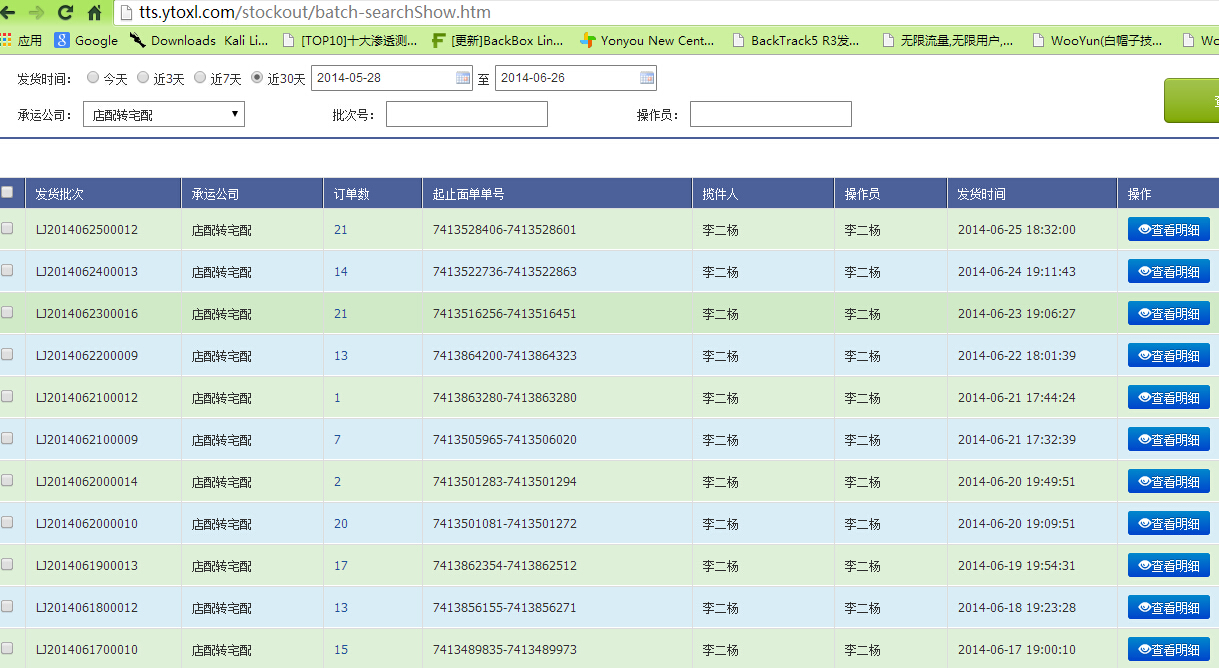 tts.ytoxl.com/stockout/batch-searchShow.htm
应用 Google Downloads Kali Li... [TOP10]十大渗透测... [更新]BackBox Lin... Yonyou New Cent... BackTrack5 R3发... 无限流量,无限用户,... WooYun(白帽子技... Wo
发货时间： 今天 近3天 近7天 近30天 2014-05-28 至 2014-06-26
承运公司： 店配转宅配 批次号： 操作员：
发货批次 承运公司 订单数 起止面单单号 揽件人 操作员 发货时间 操作
LJ2014062500012 店配转宅配 21 7413528406-7413528601 李二杨 李二杨 2014-06-25 18:32:00 查看明细
LJ2014062400013 店配转宅配 14 7413522736-7413522863 李二杨 李二杨 2014-06-24 19:11:43 查看明细
LJ2014062300016 店配转宅配 21 7413516256-7413516451 李二杨 李二杨 2014-06-23 19:06:27 查看明细
LJ2014062200009 店配转宅配 13 7413864200-7413864323 李二杨 李二杨 2014-06-22 18:01:39 查看明细
LJ2014062100012 店配转宅配 1 7413863280-7413863280 李二杨 李二杨 2014-06-21 17:44:24 查看明细
LJ2014062100009 店配转宅配 7 7413505965-7413506020 李二杨 李二杨 2014-06-21 17:32:39 查看明细
LJ2014062000014 店配转宅配 2 7413501283-7413501294 李二杨 李二杨 2014-06-20 19:49:51 查看明细
LJ2014062000010 店配转宅配 20 7413501081-7413501272 李二杨 李二杨 2014-06-20 19:09:51 查看明细
LJ2014061900013 店配转宅配 17 7413862354-7413862512 李二杨 李二杨 2014-06-19 19:54:31 查看明细
LJ2014061800012 店配转宅配 13 7413856155-7413856271 李二杨 李二杨 2014-06-18 19:23:28 查看明细
LJ2014061700010 店配转宅配 15 7413489835-7413489973 李二杨 李二杨 2014-06-17 19:00:10 查看明细